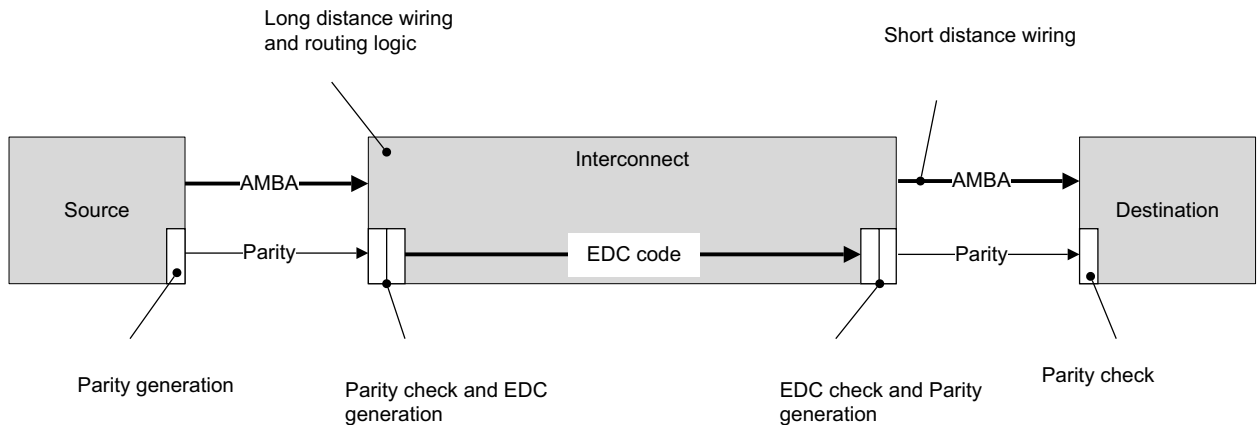 Long distance wiring
and routing logic
Short distance wiring
Interconnect
AMBA
AMBA
Source
Destination
Parity
EDC code
Parity
Parity generation
Parity check and EDC
generation
EDC check and Parity
generation
Parity check